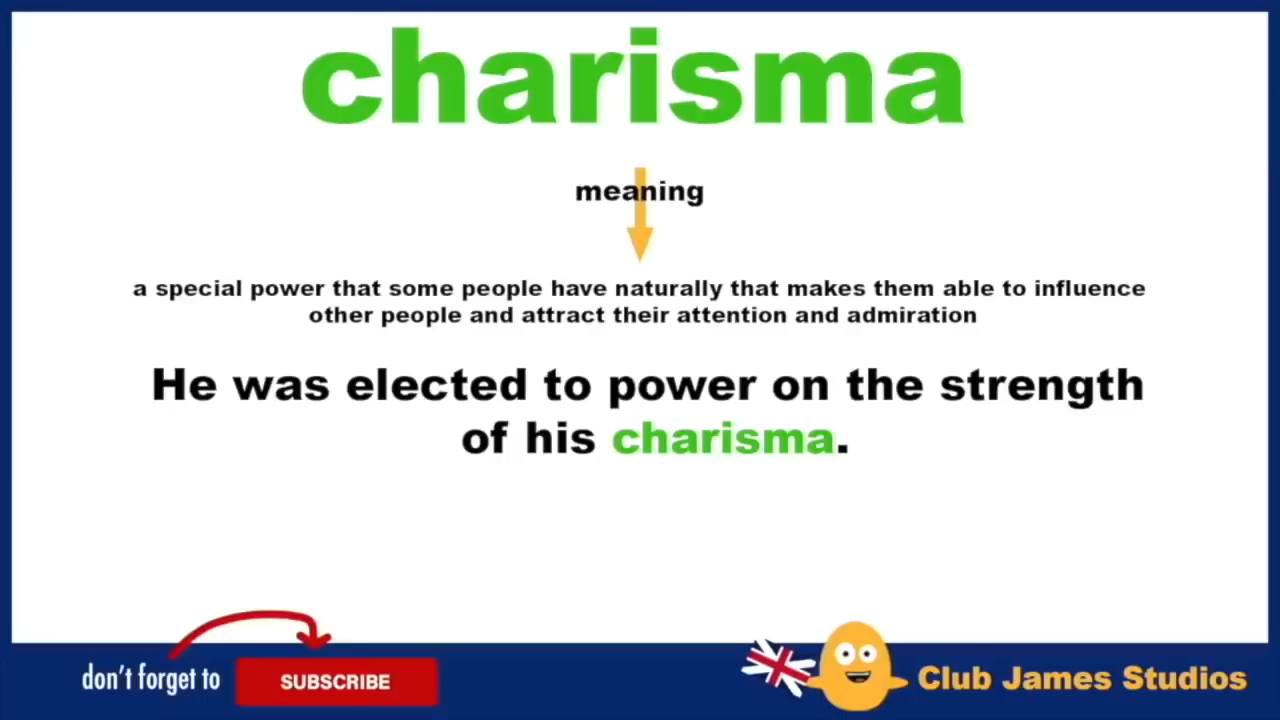 charisma
meaning
a special power that some people have naturally that makes them able to influence
other people and attract their attention and admiration
He was elected to power on the strength
of his charisma.
don't forget to SUBSCRIBE
Club James Studios